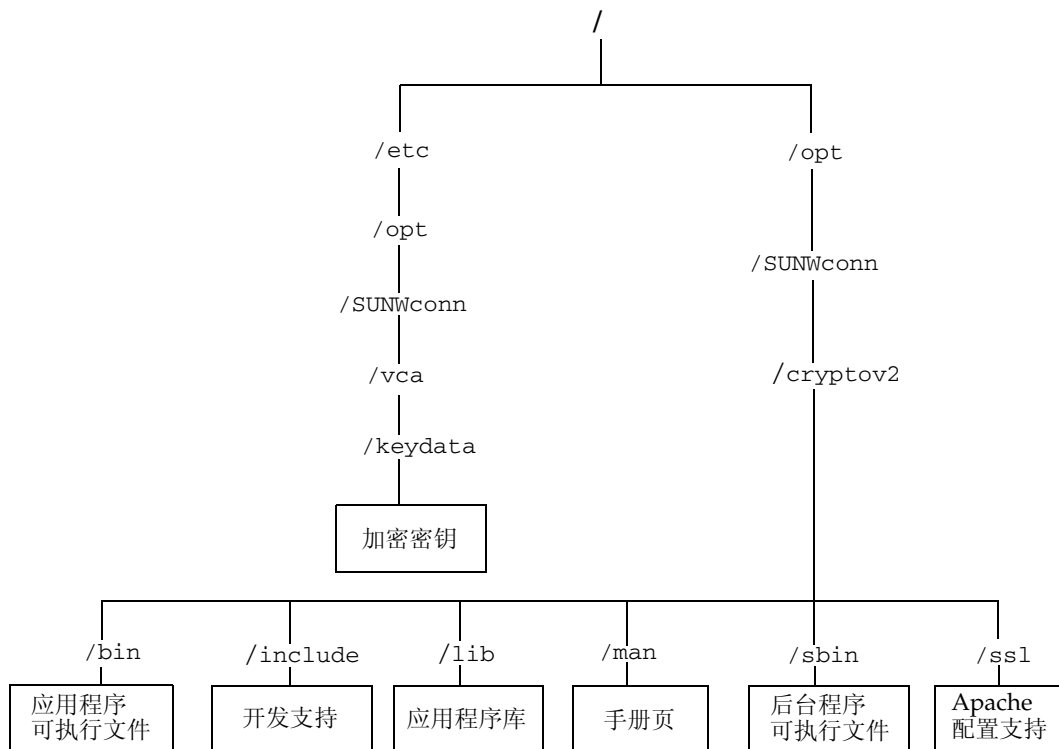 /
/etc
/opt
/opt
/SUNWconn
/SUNWconn
/vca
/cryptov2
/keydata
加密密钥
/bin
/include
/lib
/man
/sbin
/ssl
应用程序
可执行文件
开发支持
应用程序库
手册页
后台程序
可执行文件
Apache
配置支持